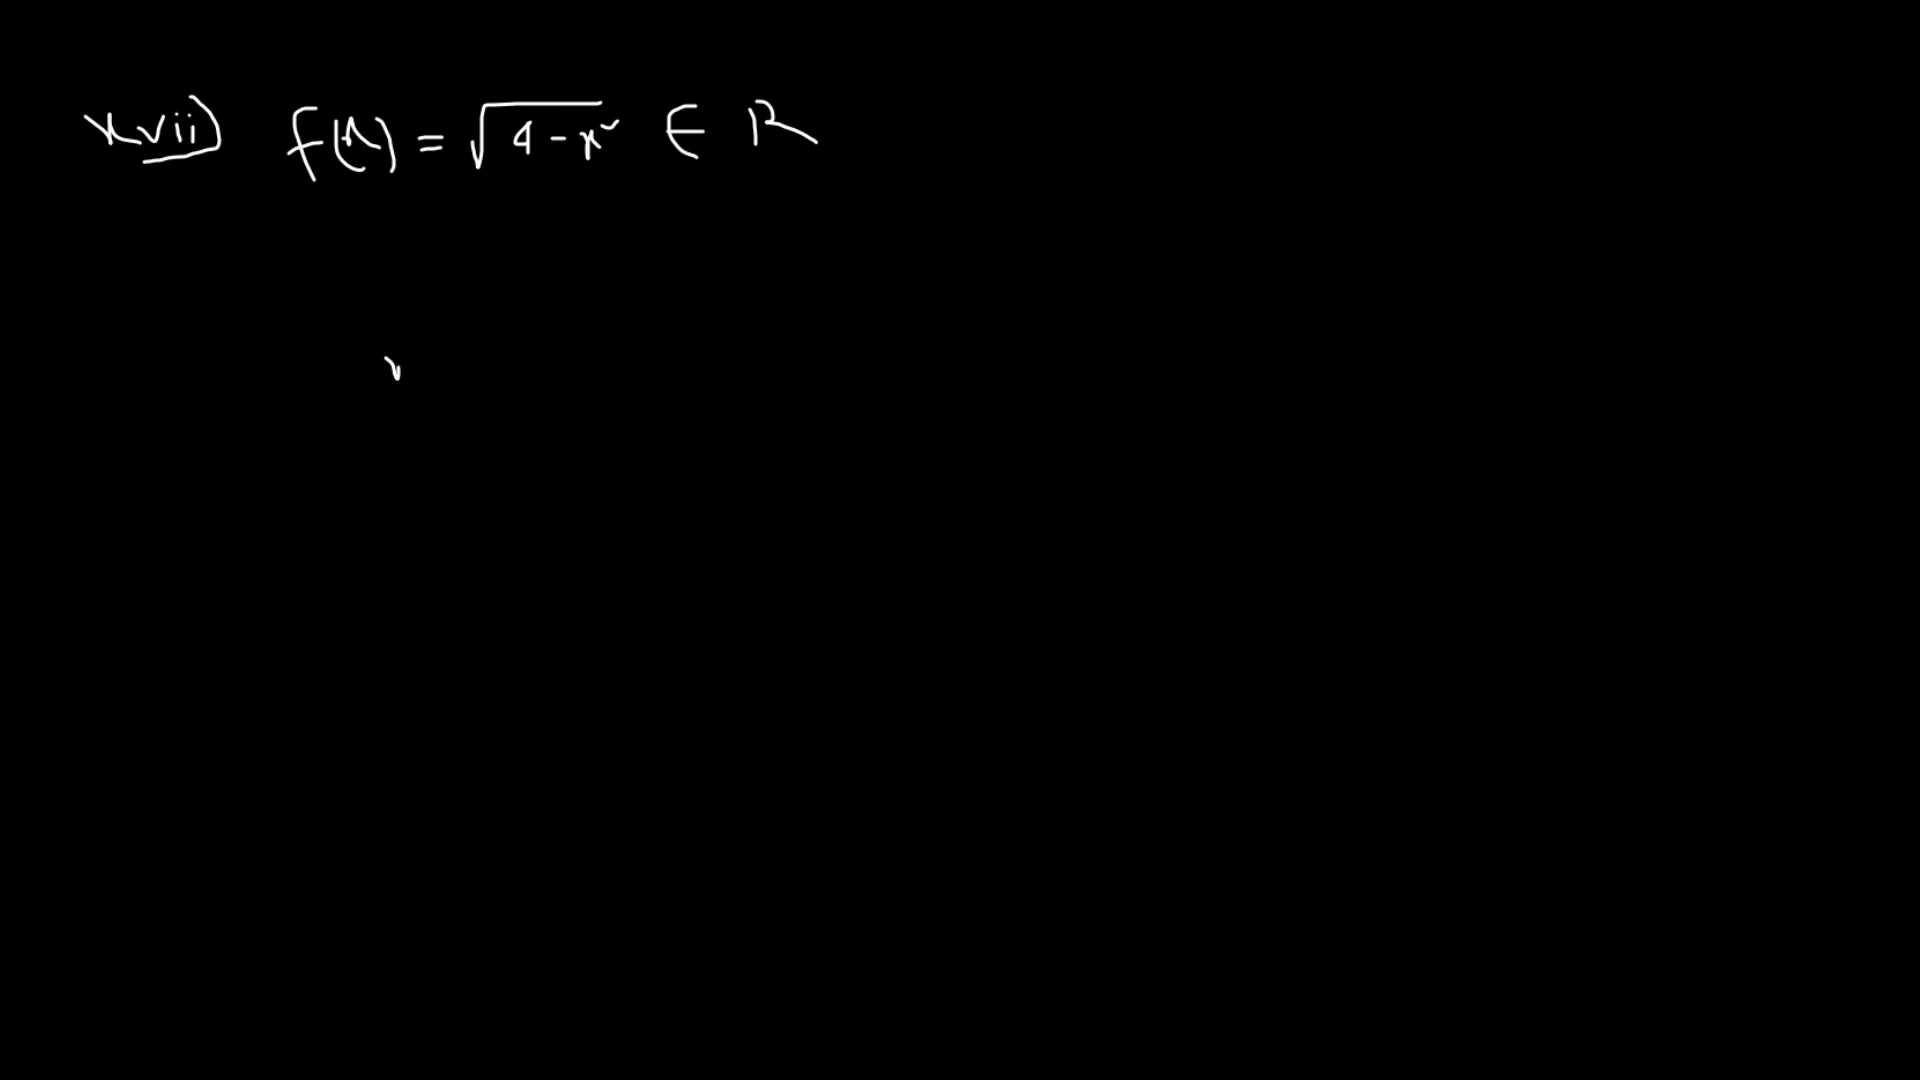 xvii) f(x) = √(4 - x²) ∈ R